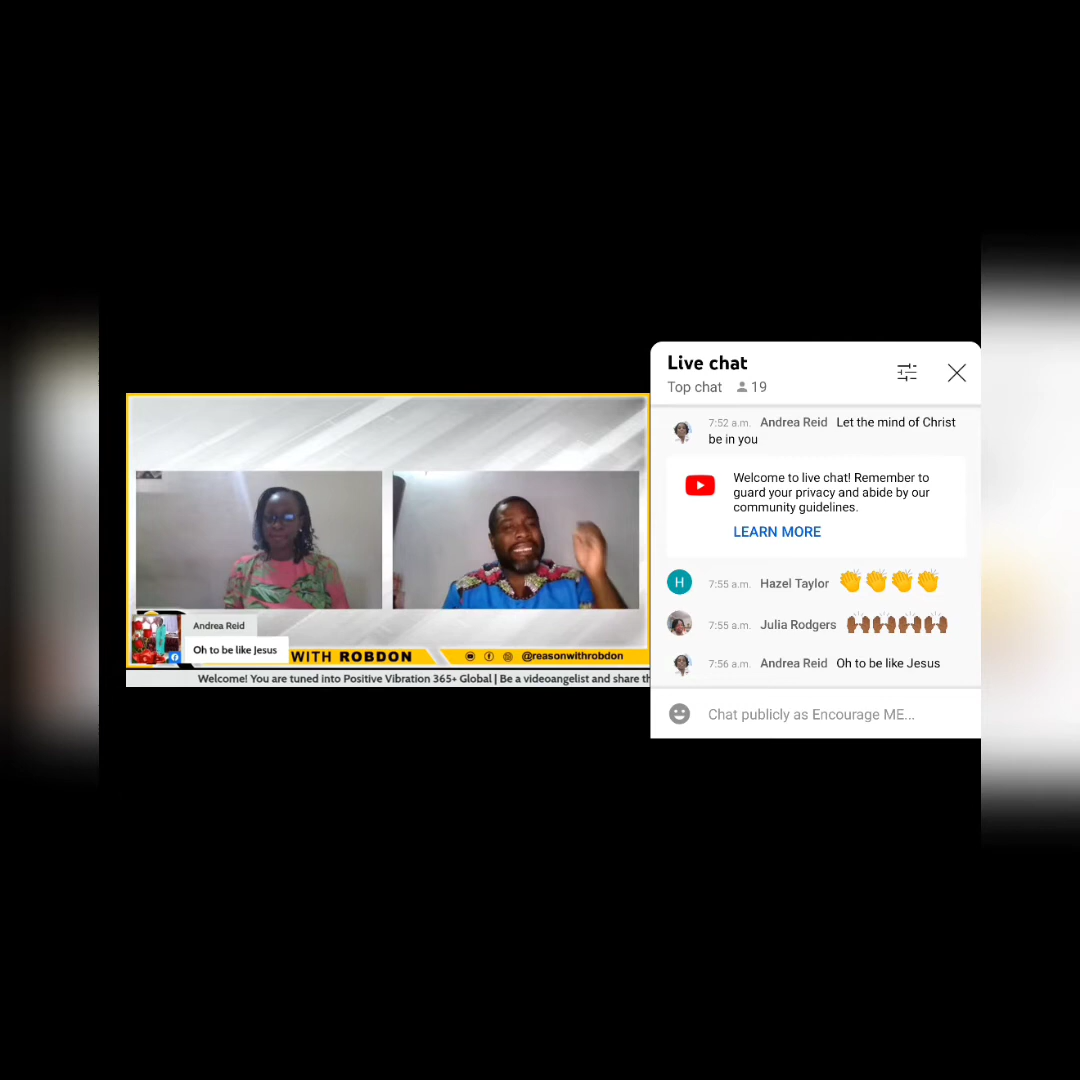 Andrea Reid
Oh to be like Jesus
WITH ROBDON
@reasonwithrobdon
Welcome! You are tuned into Positive Vibration 365+ Global | Be a videoangelist and share th
Live chat
Top chat 19
7:52 a.m. Andrea Reid Let the mind of Christ
be in you
Welcome to live chat! Remember to
guard your privacy and abide by our
community guidelines.
LEARN MORE
H 7:55 a.m. Hazel Taylor 👏👏👏👏
7:55 a.m. Julia Rodgers 🙌🏾🙌🏾🙌🏾🙌🏾
7:56 a.m. Andrea Reid Oh to be like Jesus
Chat publicly as Encourage ME...